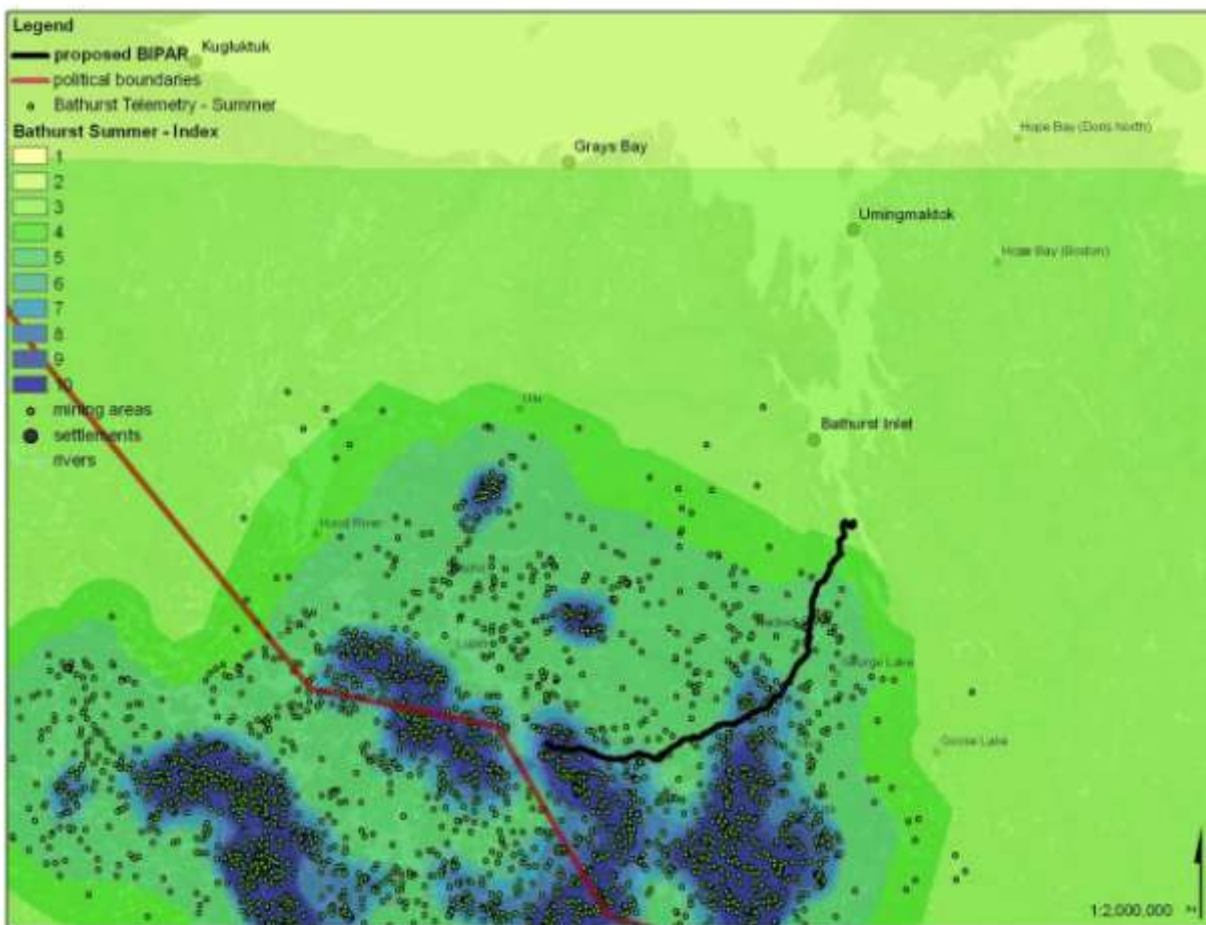 Legend
proposed BIPAR
political boundaries
Bathurst Telemetry - Summer
Bathurst Summer - Index
1
2
3
4
5
6
7
8
9
10
mining areas
settlements
rivers
Kugluktuk
Hope Bay (Doris North)
Grays Bay
Umingmaktok
Hope Bay (Boston)
Bathurst Inlet
Hood River
Lupin
George Lake
Goose Lake
1:2,000,000